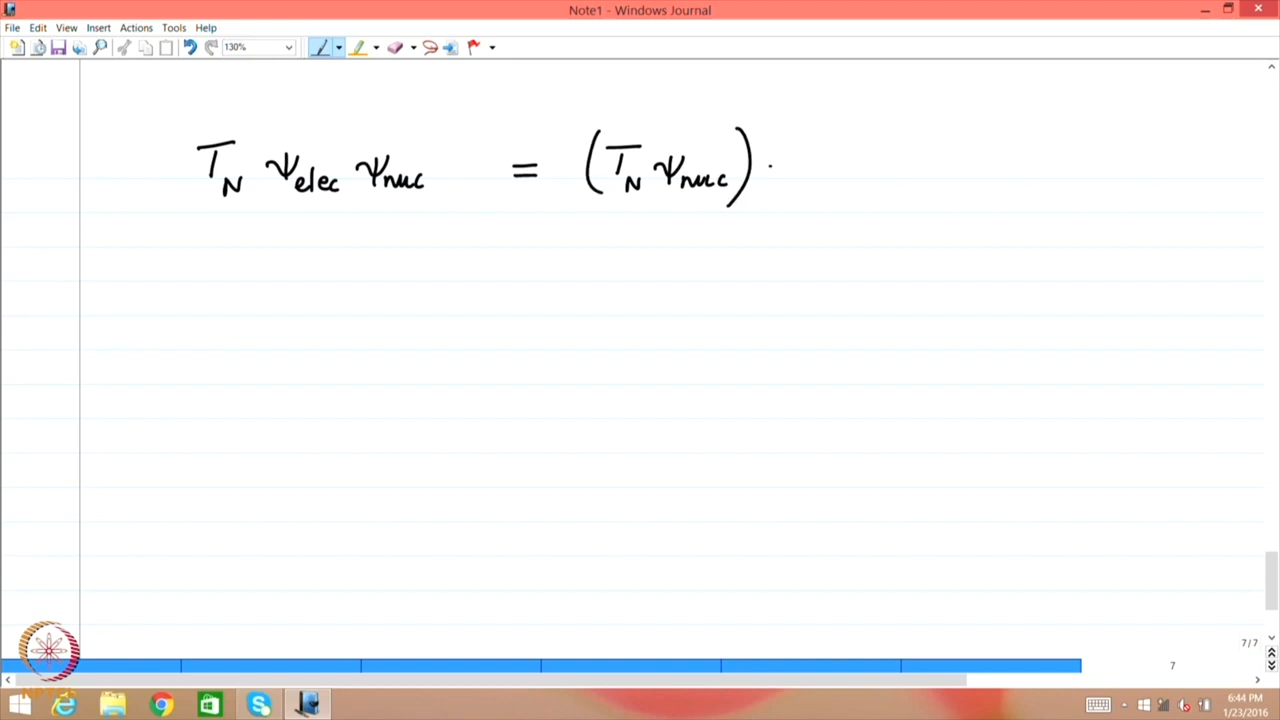 Note1 - Windows Journal
File Edit View Insert Actions Tools Help
130%
T_N ψ_elec ψ_nuc = (T_N ψ_nuc) ·
7/7
7
NPTEL
6:44 PM
1/23/2016